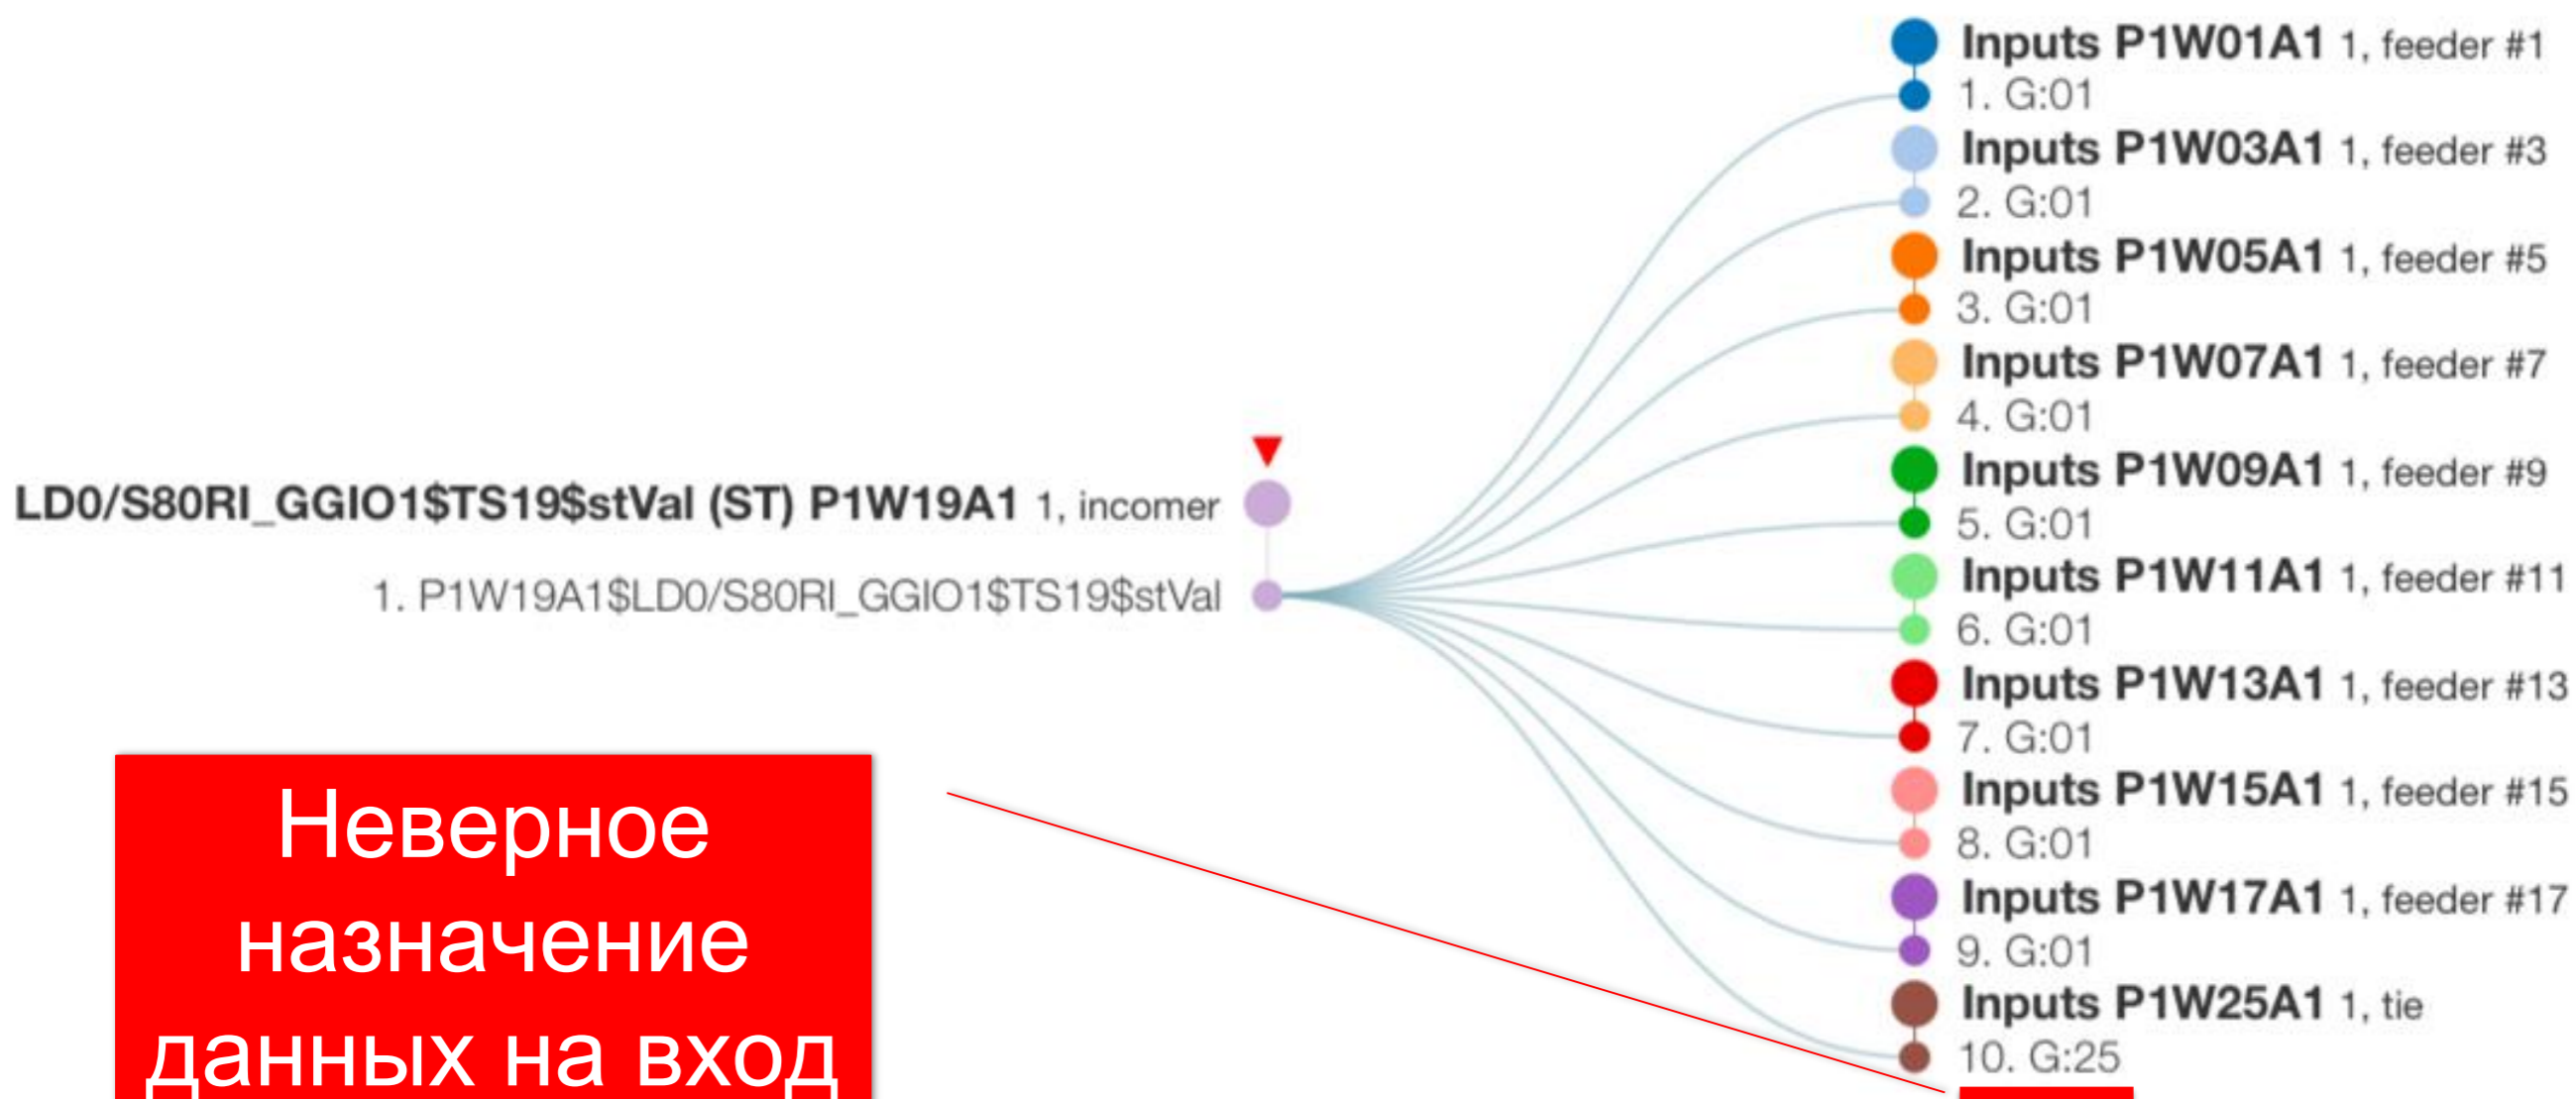 LD0/S80RI_GGIO1$TS19$stVal (ST) P1W19A1 1, incomer
1. P1W19A1$LD0/S80RI_GGIO1$TS19$stVal
Неверное
назначение
данных на вход
Inputs P1W01A1 1, feeder #1
1. G:01
Inputs P1W03A1 1, feeder #3
2. G:01
Inputs P1W05A1 1, feeder #5
3. G:01
Inputs P1W07A1 1, feeder #7
4. G:01
Inputs P1W09A1 1, feeder #9
5. G:01
Inputs P1W11A1 1, feeder #11
6. G:01
Inputs P1W13A1 1, feeder #13
7. G:01
Inputs P1W15A1 1, feeder #15
8. G:01
Inputs P1W17A1 1, feeder #17
9. G:01
Inputs P1W25A1 1, tie
10. G:25